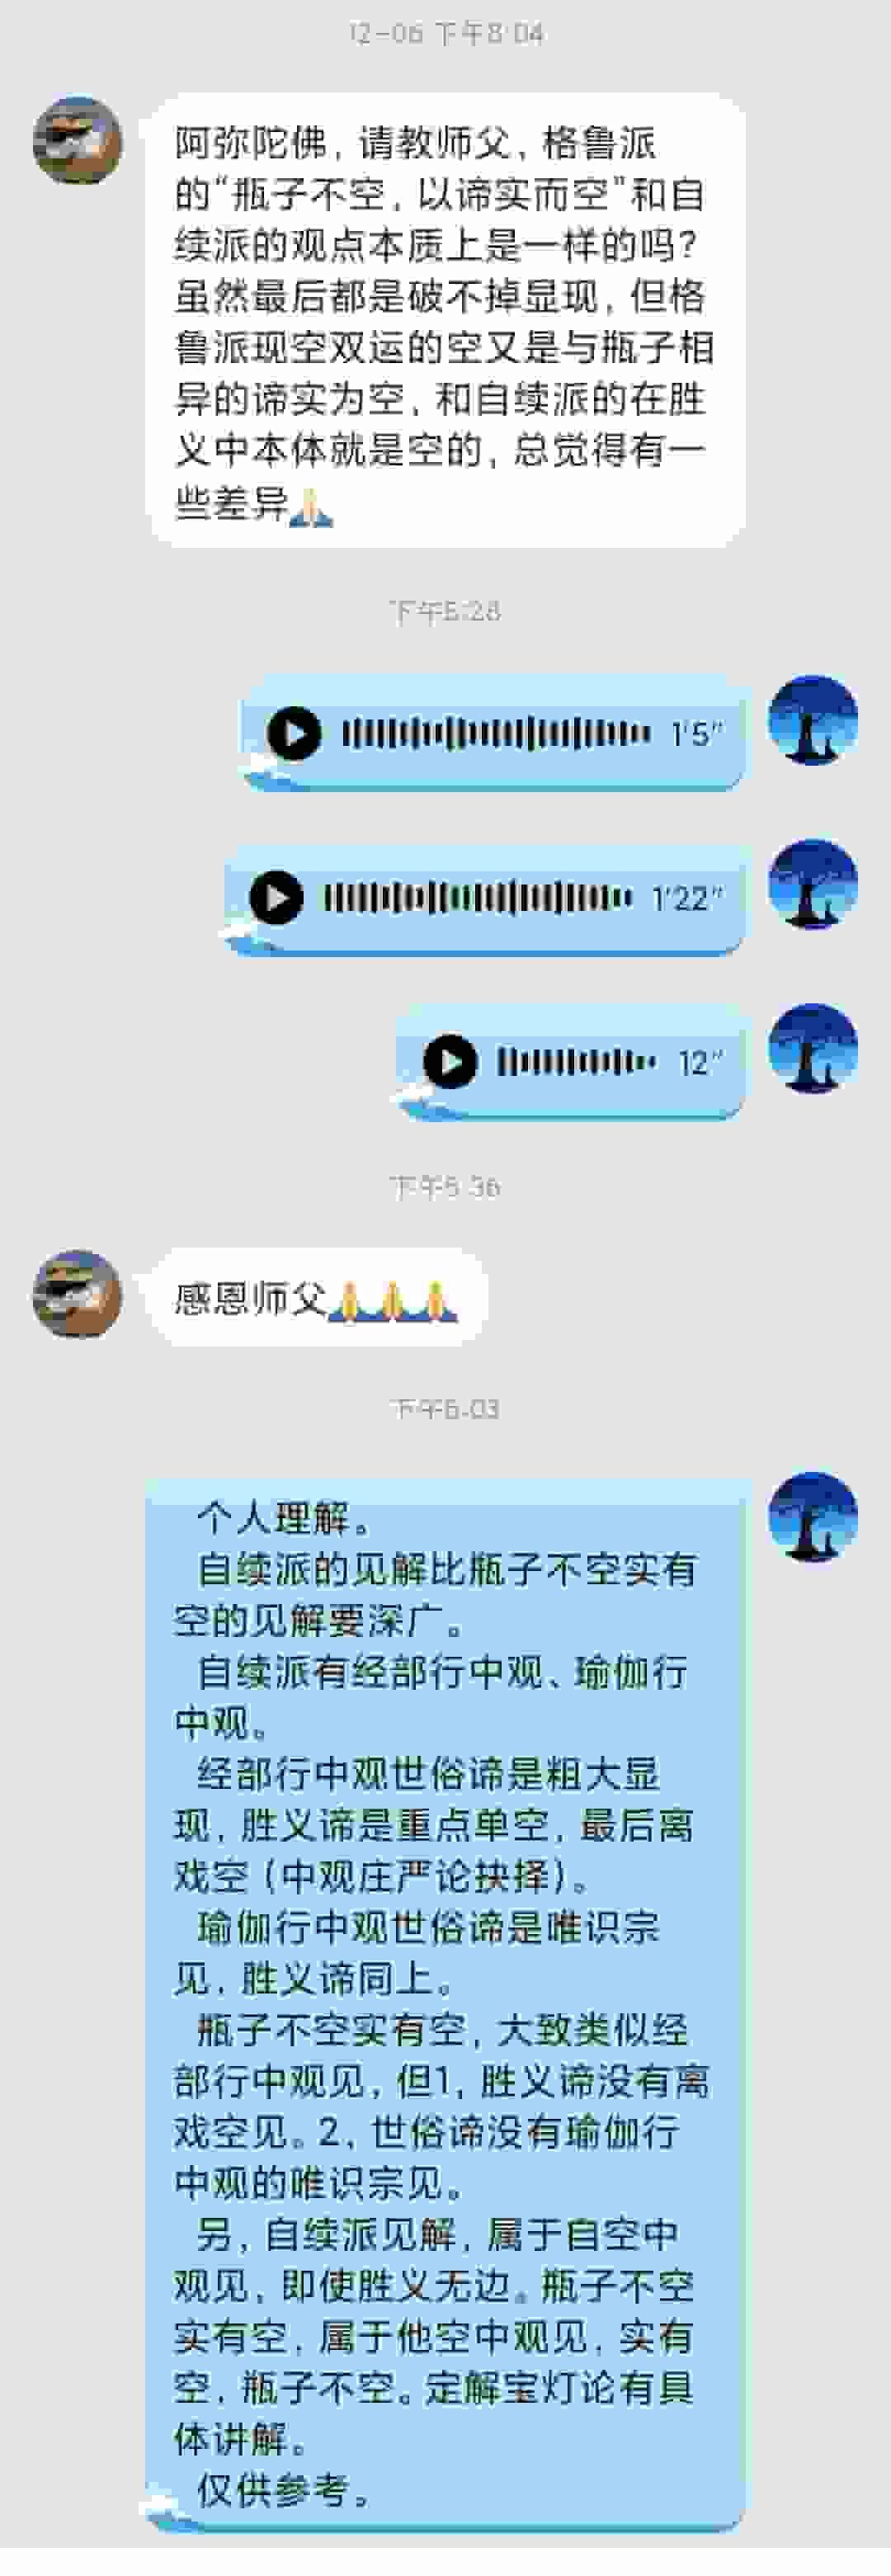 12-06 下午8:04
阿弥陀佛，请教师父，格鲁派
的“瓶子不空，以谛实而空”和自
续派的观点本质上是一样的吗？
虽然最后都是破不掉显现，但格
鲁派现空双运的空又是与瓶子相
异的谛实为空，和自续派的在胜
义中本体就是空的，总觉得有一
些差异🙏
下午5:28
1'5"
1'22"
12"
下午5:36
感恩师父🙏🙏🙏
下午6:03
个人理解。
自续派的见解比瓶子不空实有
空的见解要深广。
自续派有经部行中观、瑜伽行
中观。
经部行中观世俗谛是粗大显
现，胜义谛是重点单空，最后离
戏空（中观庄严论抉择）。
瑜伽行中观世俗谛是唯识宗
见，胜义谛同上。
瓶子不空实有空，大致类似经
部行中观见，但1，胜义谛没有离
戏空见。2、世俗谛没有瑜伽行
中观的唯识宗见。
另，自续派见解，属于自空中
观见，即使胜义无边。瓶子不空
实有空，属于他空中观见，实有
空，瓶子不空。定解宝灯论有具
体讲解。
仅供参考。